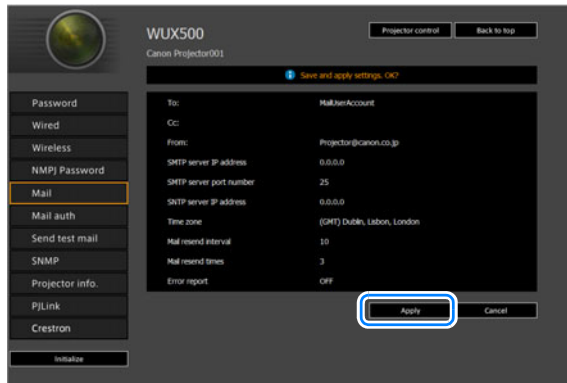 WUX500
Canon Projector001
Projector control
Back to top
Save and apply settings. OK?
Password
Wired
Wireless
NMPJ Password
Mail
Mail auth
Send test mail
SNMP
Projector info.
PJLink
Crestron
Initialize
To: MailUserAccount
Cc:
From: Projector@canon.co.jp
SMTP server IP address 0.0.0.0
SMTP server port number 25
SNTP server IP address 0.0.0.0
Time zone (GMT) Dublin, Lisbon, London
Mail resend interval 10
Mail resend times 3
Error report OFF
Apply
Cancel